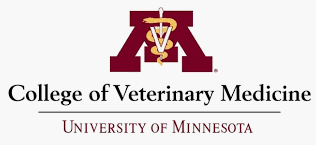 M
V
College of Veterinary Medicine
University of Minnesota